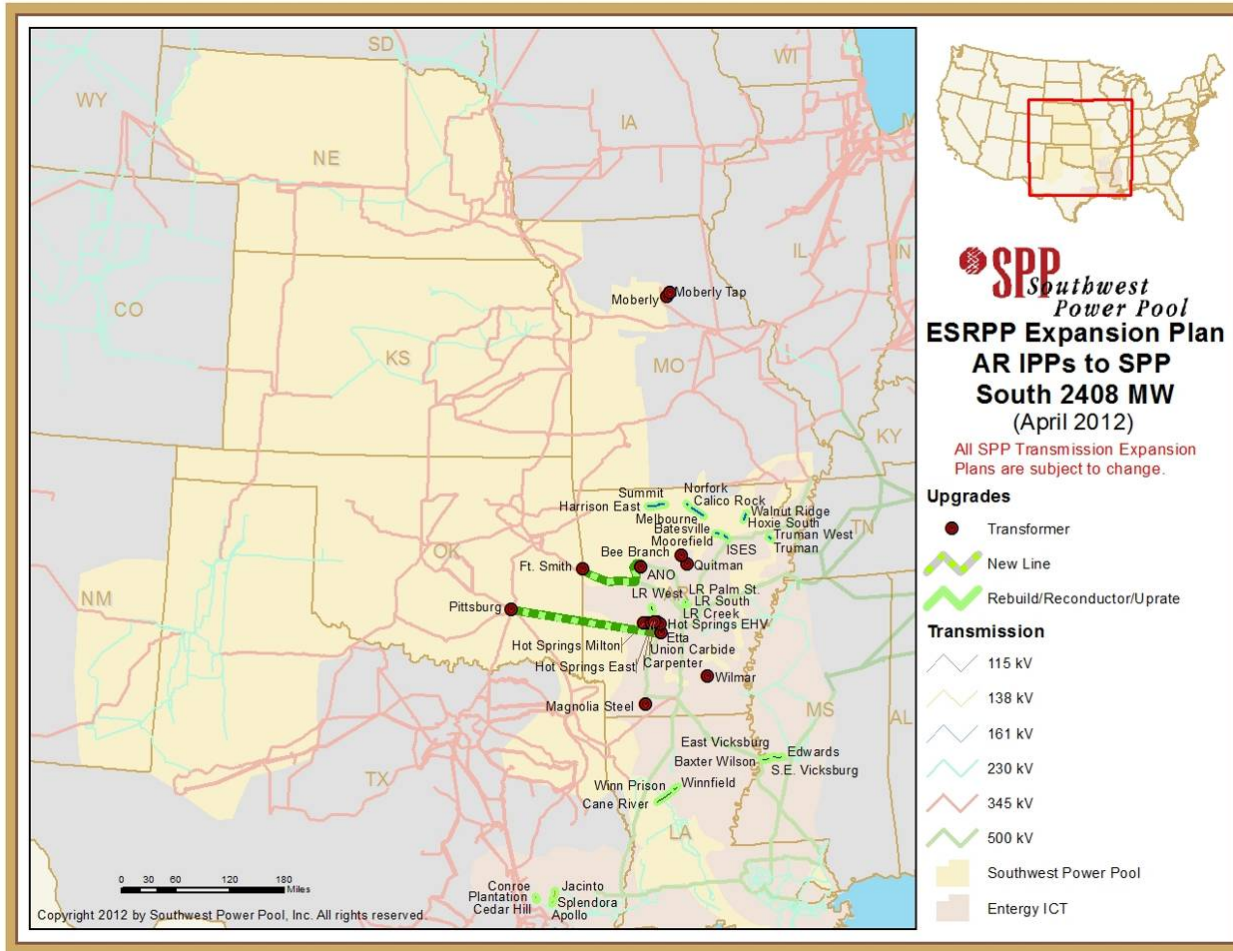 SD
WI
WY
IA
M
NE
IL
IN
CO
Moberly
Moberly Tap
KS
MO
KY
Summit
Harrison East
Norfork
Calico Rock
Melbourne
Batesville
Moorefield
Walnut Ridge
Hoxie South
Truman West
Truman
ISES
TN
OK
Bee Branch
Quitman
Ft. Smith
ANO
AR
LR West
LR Palm St.
LR South
LR Creek
NM
Pittsburg
Hot Springs EHV
Etta
Hot Springs Milton
Union Carbide
Hot Springs East
Carpenter
Wilmar
Magnolia Steel
MS
AL
East Vicksburg
Edwards
Baxter Wilson
S.E. Vicksburg
TX
Winn Prison
Winnfield
Cane River
LA
Conroe
Plantation
Cedar Hill
Jacinto
Splendora
Apollo
0 30 60 120 180
Miles
Copyright 2012 by Southwest Power Pool, Inc. All rights reserved.
SPP
Southwest
Power Pool
ESRPP Expansion Plan
AR IPPs to SPP
South 2408 MW
(April 2012)
All SPP Transmission Expansion
Plans are subject to change.
Upgrades
Transformer
New Line
Rebuild/Reconductor/Uprate
Transmission
115 kV
138 kV
161 kV
230 kV
345 kV
500 kV
Southwest Power Pool
Entergy ICT